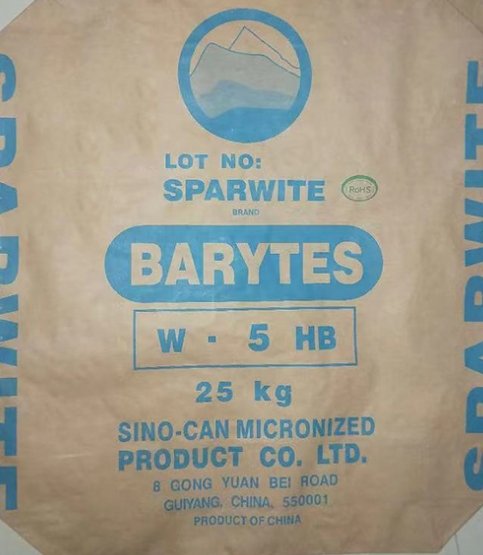 LOT NO:
SPARWITE
RoHS
BRAND
BARYTES
W - 5 HB
25 kg
SINO-CAN MICRONIZED
PRODUCT CO. LTD.
8 GONG YUAN BEI ROAD
GUIYANG, CHINA, 550001
PRODUCT OF CHINA
SPARWITE
SPARWITE